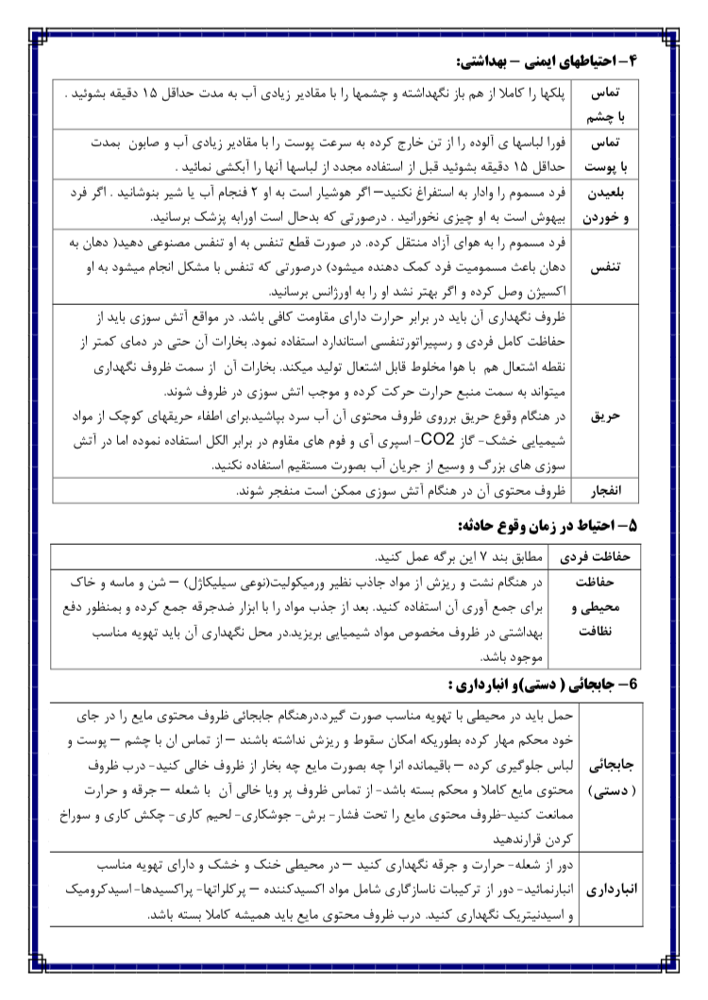 ۴- احتیاطهای ایمنی – بهداشتی:
تماس با چشم
پلکها را کاملا از هم باز نگهداشته و چشمها را با مقادیر زیادی آب به مدت حداقل ۱۵ دقیقه بشوئید .
تماس با پوست
فورا لباسها ی آلوده را از تن خارج کرده به سرعت پوست را با مقادیر زیادی آب و صابون بمدت
حداقل ۱۵ دقیقه بشوئید قبل از استفاده مجدد از لباسها آنها را آبکشی نمائید .
بلعیدن و خوردن
فرد مسموم را وادار به استفراغ نکنید– اگر هوشیار است به او ۲ فنجام آب یا شیر بنوشانید . اگر فرد
بیهوش است به او چیزی نخورانید . درصورتی که بدحال است اورابه پزشک برسانید.
تنفس
فرد مسموم را به هوای آزاد منتقل کرده. در صورت قطع تنفس به او تنفس مصنوعی دهید( دهان به
دهان باعث مسمومیت فرد کمک دهنده میشود) درصورتی که تنفس با مشکل انجام میشود به او
اکسیژن وصل کرده و اگر بهتر نشد او را به اورژانس برسانید.
حریق
ظروف نگهداری آن باید در برابر حرارت دارای مقاومت کافی باشد. در مواقع آتش سوزی باید از
حفاظت کامل فردی و رسپیراتورتنفسی استاندارد استفاده نمود. بخارات آن حتی در دمای کمتر از
نقطه اشتعال هم با هوا مخلوط قابل اشتعال تولید میکند. بخارات آن از سمت ظروف نگهداری
میتواند به سمت منبع حرارت حرکت کرده و موجب اتش سوزی در ظروف شوند.
در هنگام وقوع حریق برروی ظروف محتوی آن آب سرد بپاشید.برای اطفاء حریقهای کوچک از مواد
شیمیایی خشک- گاز CO2- اسپری آی و فوم های مقاوم در برابر الکل استفاده نموده اما در آتش
سوزی های بزرگ و وسیع از جریان آب بصورت مستقیم استفاده نکنید.
انفجار
ظروف محتوی آن در هنگام آتش سوزی ممکن است منفجر شوند.
۵- احتیاط در زمان وقوع حادثه:
حفاظت فردی
مطابق بند ۷ این برگه عمل کنید.
حفاظت محیطی و نظافت
در هنگام نشت و ریزش از مواد جاذب نظیر ورمیکولیت(نوعی سیلیکاژل) – شن و ماسه و خاک
برای جمع آوری آن استفاده کنید. بعد از جذب مواد را با ابزار ضدجرقه جمع کرده و بمنظور دفع
بهداشتی در ظروف مخصوص مواد شیمیایی بریزید.در محل نگهداری آن باید تهویه مناسب
موجود باشد.
6- جابجائی ( دستی)و انبارداری :
جابجائی ( دستی)
حمل باید در محیطی با تهویه مناسب صورت گیرد.درهنگام جابجائی ظروف محتوی مایع را در جای
خود محکم مهار کرده بطوریکه امکان سقوط و ریزش نداشته باشند – از تماس ان با چشم – پوست و
لباس جلوگیری کرده – باقیمانده انرا چه بصورت مایع چه بخار از ظروف خالی کنید- درب ظروف
محتوی مایع کاملا و محکم بسته باشد- از تماس ظروف پر ویا خالی آن با شعله – جرقه و حرارت
ممانعت کنید-ظروف محتوی مایع را تحت فشار- برش- جوشکاری- لحیم کاری- چکش کاری و سوراخ
کردن قرارندهید
انبارداری
دور از شعله- حرارت و جرقه نگهداری کنید – در محیطی خنک و خشک و دارای تهویه مناسب
انبارنمائید- دور از ترکیبات ناسازگاری شامل مواد اکسیدکننده – پرکلراتها- پراکسیدها- اسیدکرومیک
و اسیدنیتریک نگهداری کنید. درب ظروف محتوی مایع باید همیشه کاملا بسته باشد.